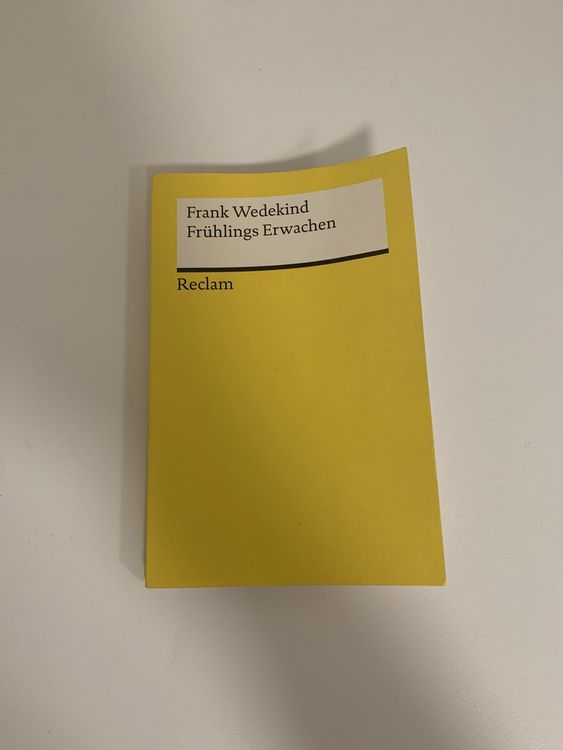 Frank Wedekind
Frühlings Erwachen
Reclam